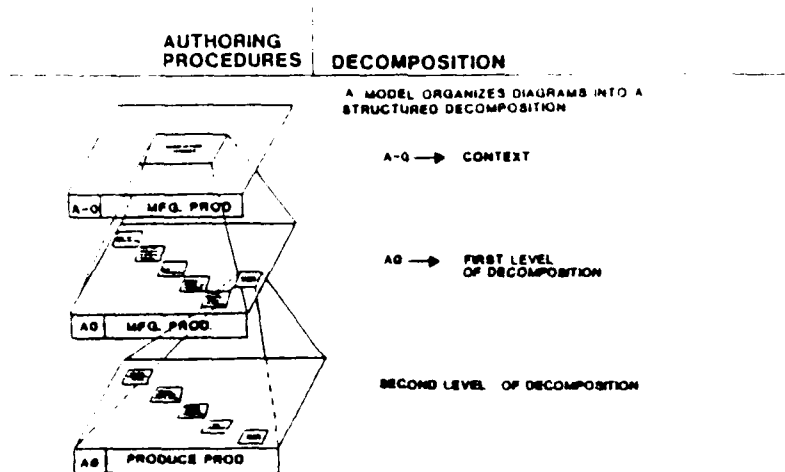 AUTHORING
PROCEDURES
DECOMPOSITION
A MODEL ORGANIZES DIAGRAMS INTO A
STRUCTURED DECOMPOSITION
A-0 → CONTEXT
A-0 MFG. PROD
A0 → FIRST LEVEL
OF DECOMPOSITION
A0 MFG. PROD.
SECOND LEVEL OF DECOMPOSITION
PRODUCE PROD